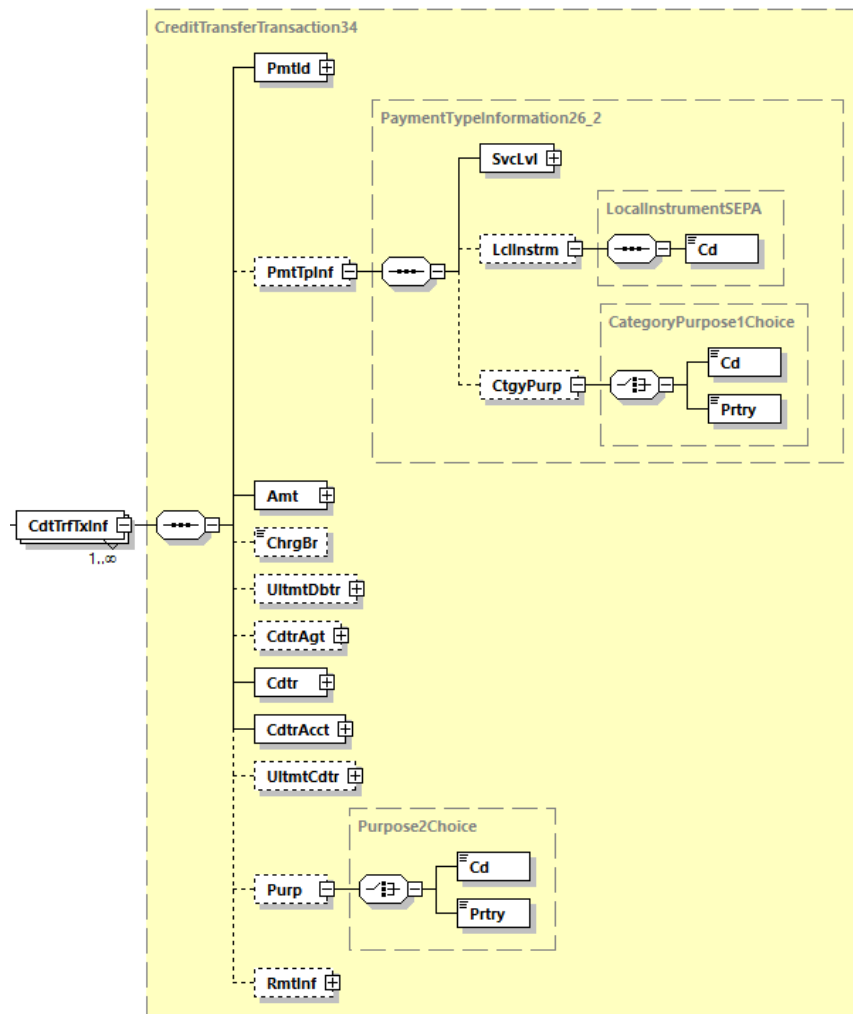 CreditTransferTransaction34
PmtId
PaymentTypeInformation26_2
SvcLvl
LocalInstrumentSEPA
LclInstrm
Cd
PmtTpInf
CategoryPurpose1Choice
Cd
CtgyPurp
Prtry
Amt
CdtTrfTxInf
1..∞
ChrgBr
UltmtDbtr
CdtrAgt
Cdtr
CdtrAcct
UltmtCdtr
Purpose2Choice
Cd
Purp
Prtry
RmtInf